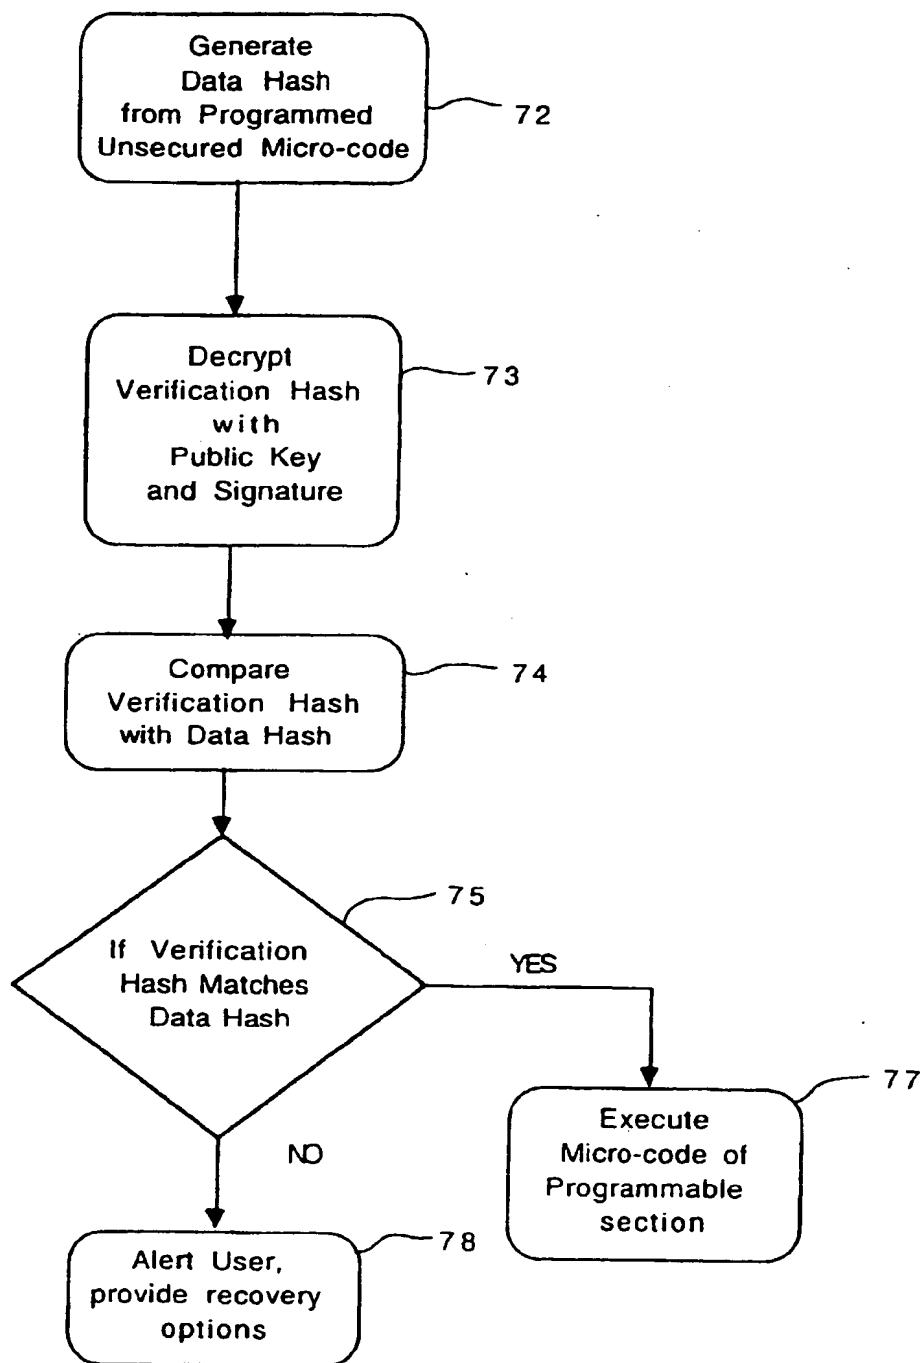 Generate
Data Hash
from Programmed
Unsecured Micro-code
72
Decrypt
Verification Hash
with
Public Key
and Signature
73
Compare
Verification Hash
with Data Hash
74
75
If Verification
Hash Matches
Data Hash
YES
NO
77
Execute
Micro-code of
Programmable
section
78
Alert User,
provide recovery
options